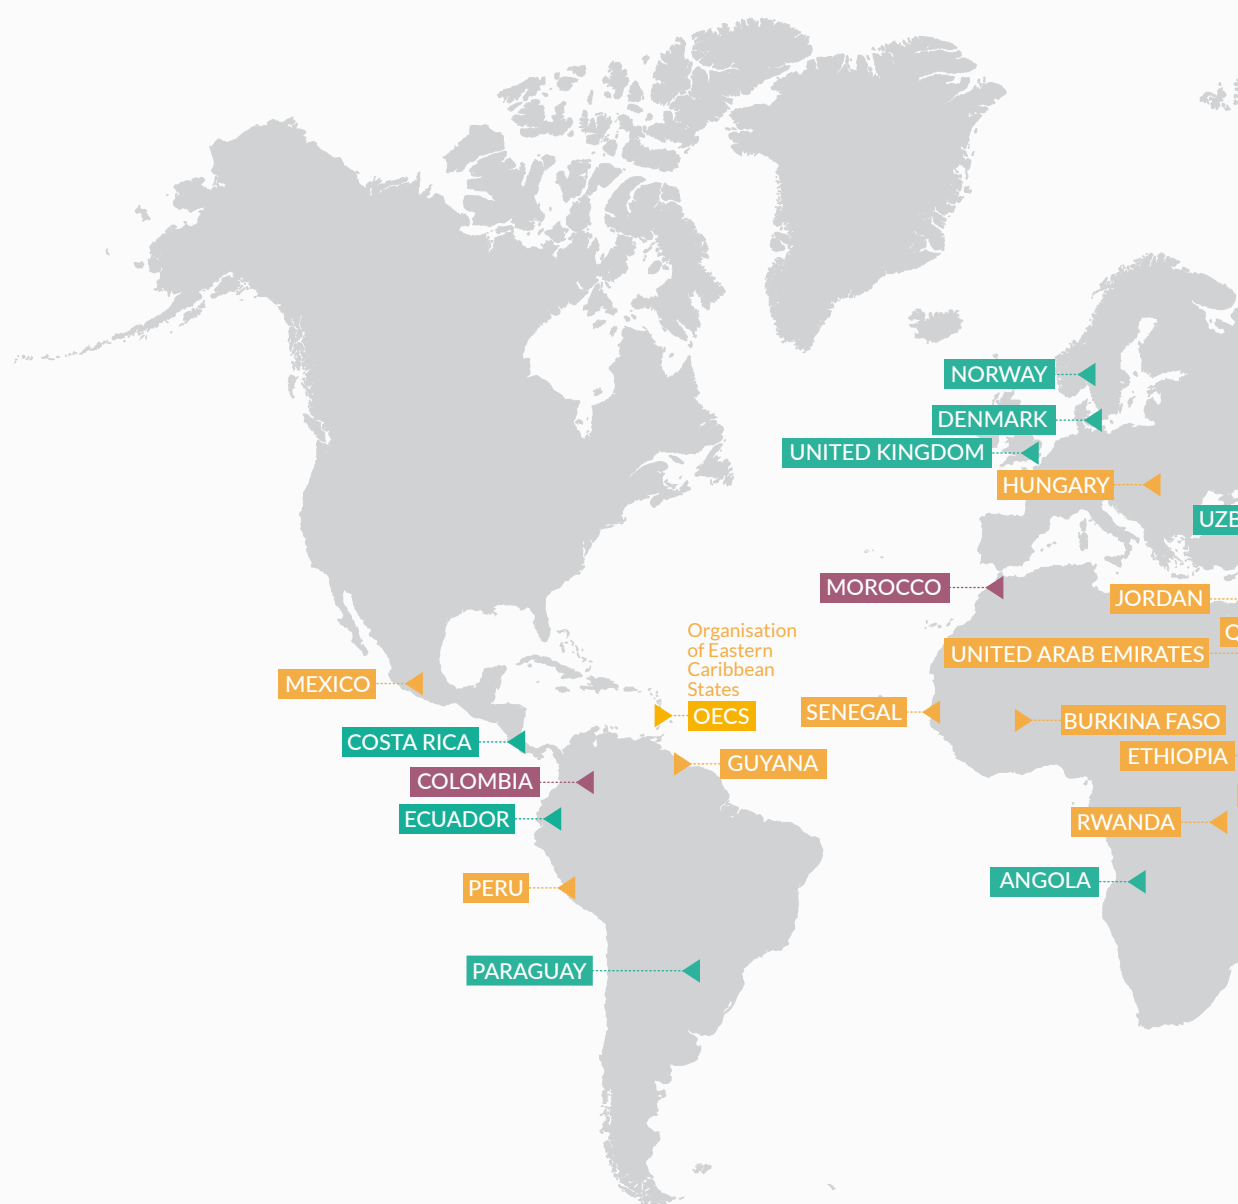 NORWAY
DENMARK
UNITED KINGDOM
HUNGARY
UZB
MOROCCO
JORDAN
Organisation
of Eastern
Caribbean
States
Q
UNITED ARAB EMIRATES
MEXICO
OECS
SENEGAL
BURKINA FASO
COSTA RICA
ETHIOPIA
GUYANA
COLOMBIA
ECUADOR
RWANDA
ANGOLA
PERU
PARAGUAY